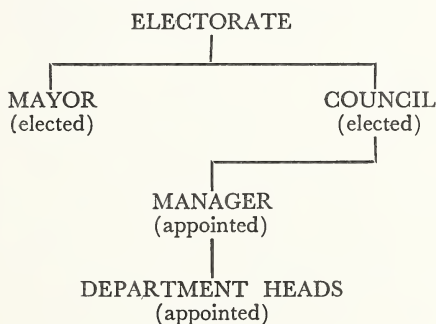 ELECTORATE
MAYOR
(elected)
COUNCIL
(elected)
MANAGER
(appointed)
DEPARTMENT HEADS
(appointed)